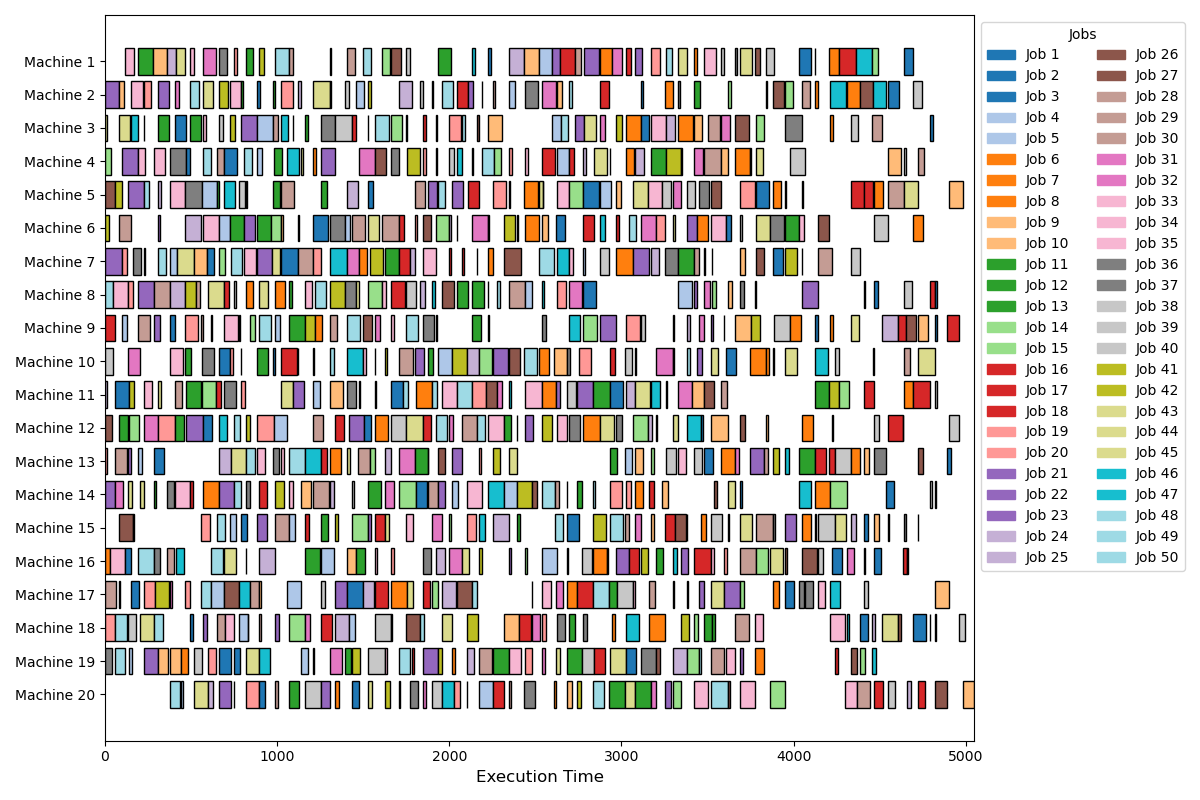 Machine 1
Machine 2
Machine 3
Machine 4
Machine 5
Machine 6
Machine 7
Machine 8
Machine 9
Machine 10
Machine 11
Machine 12
Machine 13
Machine 14
Machine 15
Machine 16
Machine 17
Machine 18
Machine 19
Machine 20
0 1000 2000 3000 4000 5000
Execution Time
Jobs
Job 1 Job 26
Job 2 Job 27
Job 3 Job 28
Job 4 Job 29
Job 5 Job 30
Job 6 Job 31
Job 7 Job 32
Job 8 Job 33
Job 9 Job 34
Job 10 Job 35
Job 11 Job 36
Job 12 Job 37
Job 13 Job 38
Job 14 Job 39
Job 15 Job 40
Job 16 Job 41
Job 17 Job 42
Job 18 Job 43
Job 19 Job 44
Job 20 Job 45
Job 21 Job 46
Job 22 Job 47
Job 23 Job 48
Job 24 Job 49
Job 25 Job 50